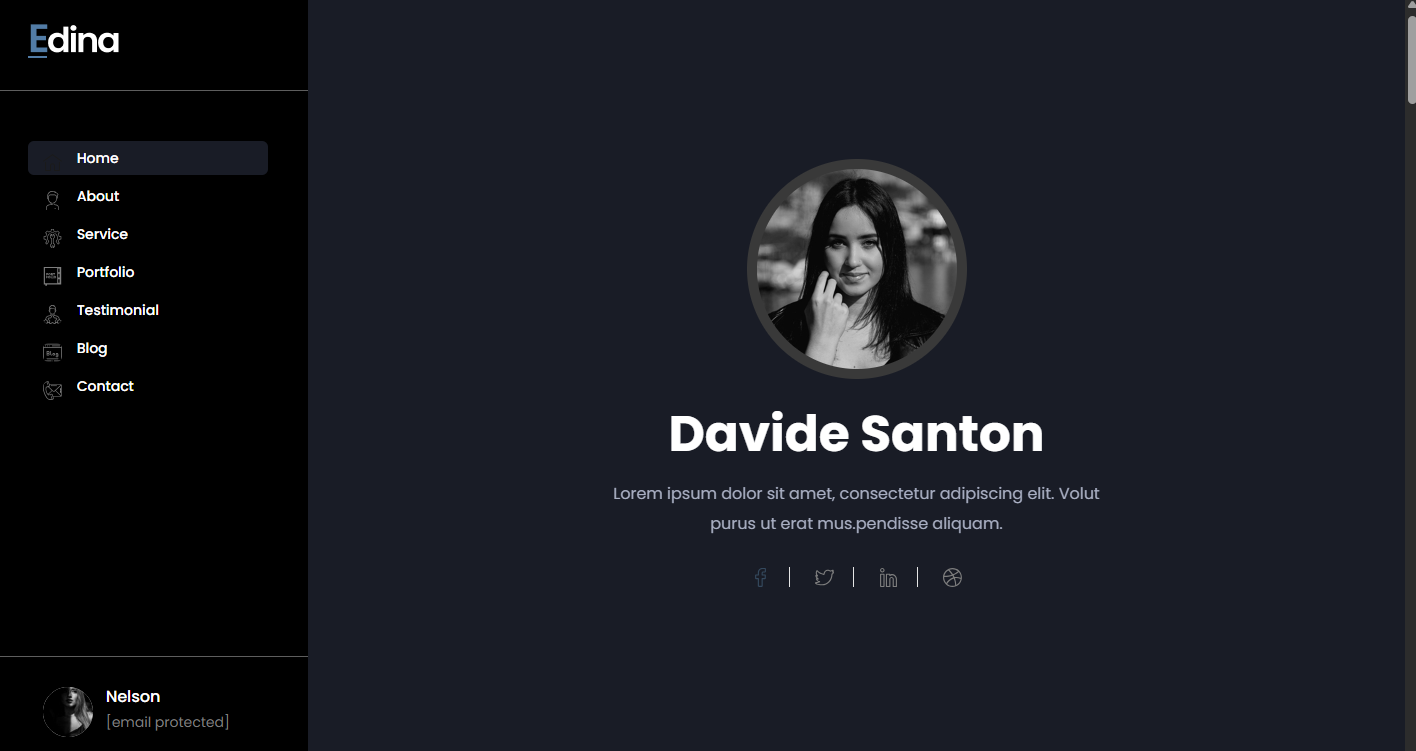 Edina
Home
About
Service
Portfolio
Testimonial
Blog
Contact
Nelson
[email protected]
Davide Santon
Lorem ipsum dolor sit amet, consectetur adipiscing elit. Volut
purus ut erat mus.pendisse aliquam.